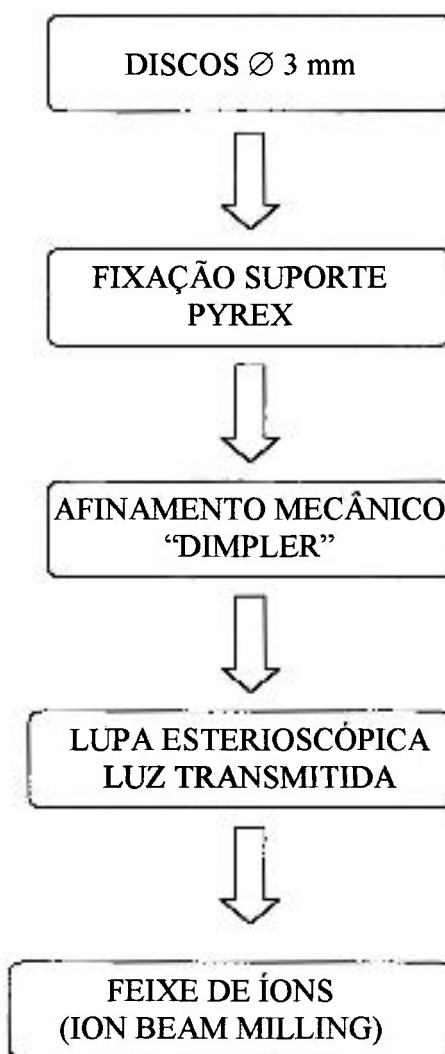 DISCOS ∅ 3 mm
FIXAÇÃO SUPORTE
PYREX
AFINAMENTO MECÂNICO
“DIMPLER”
LUPA ESTERIOSCÓPICA
LUZ TRANSMITIDA
FEIXE DE ÍONS
(ION BEAM MILLING)